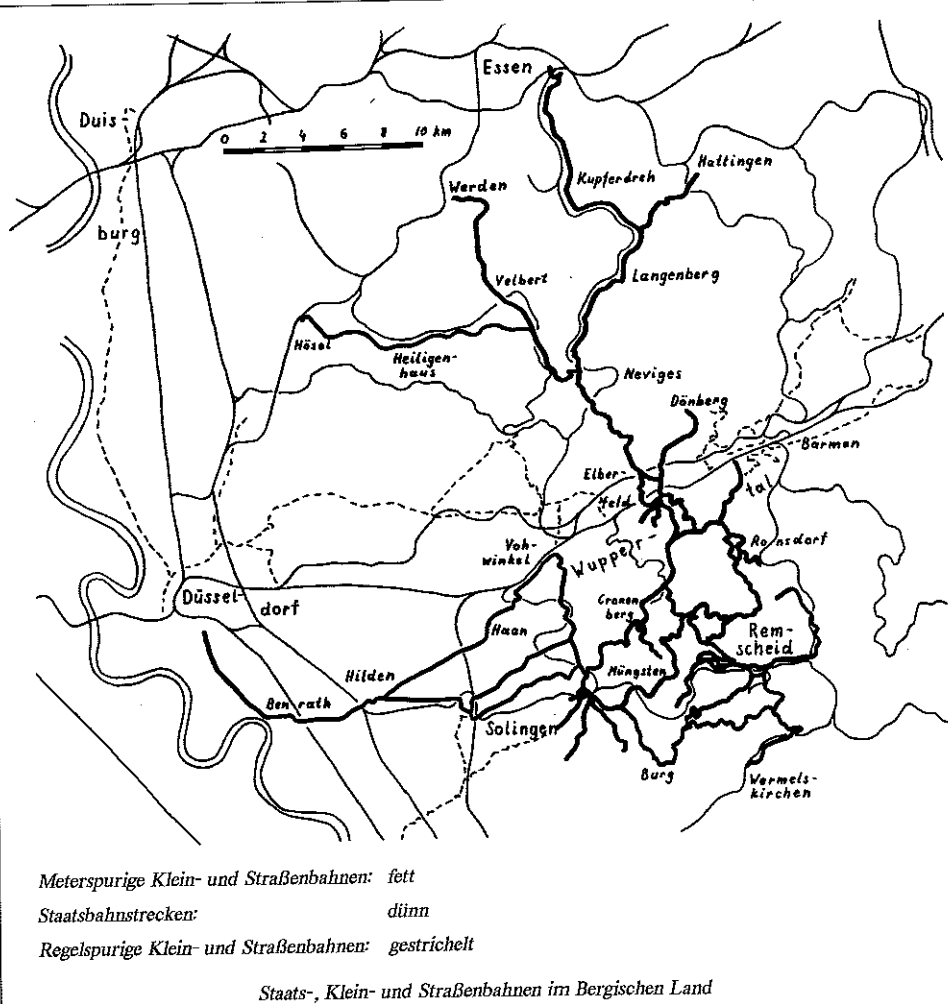 Essen
Duis-
burg
0 2 4 6 8 10 km
Hattingen
Kupferdreh
Werden
Velbert
Langenberg
Hösel
Heiligen-
haus
Neviges
Dönberg
Barmen
Elber-
feld
Wupper-
tal
Ronsdorf
Voh-
winkel
Düssel-
dorf
Cronen
berg
Haan
Rem-
scheid
Hilden
Müngsten
Benrath
Solingen
Burg
Wermels-
kirchen
Meterspurige Klein- und Straßenbahnen: fett
Staatsbahnstrecken: dünn
Regelspurige Klein- und Straßenbahnen: gestrichelt
Staats-, Klein- und Straßenbahnen im Bergischen Land